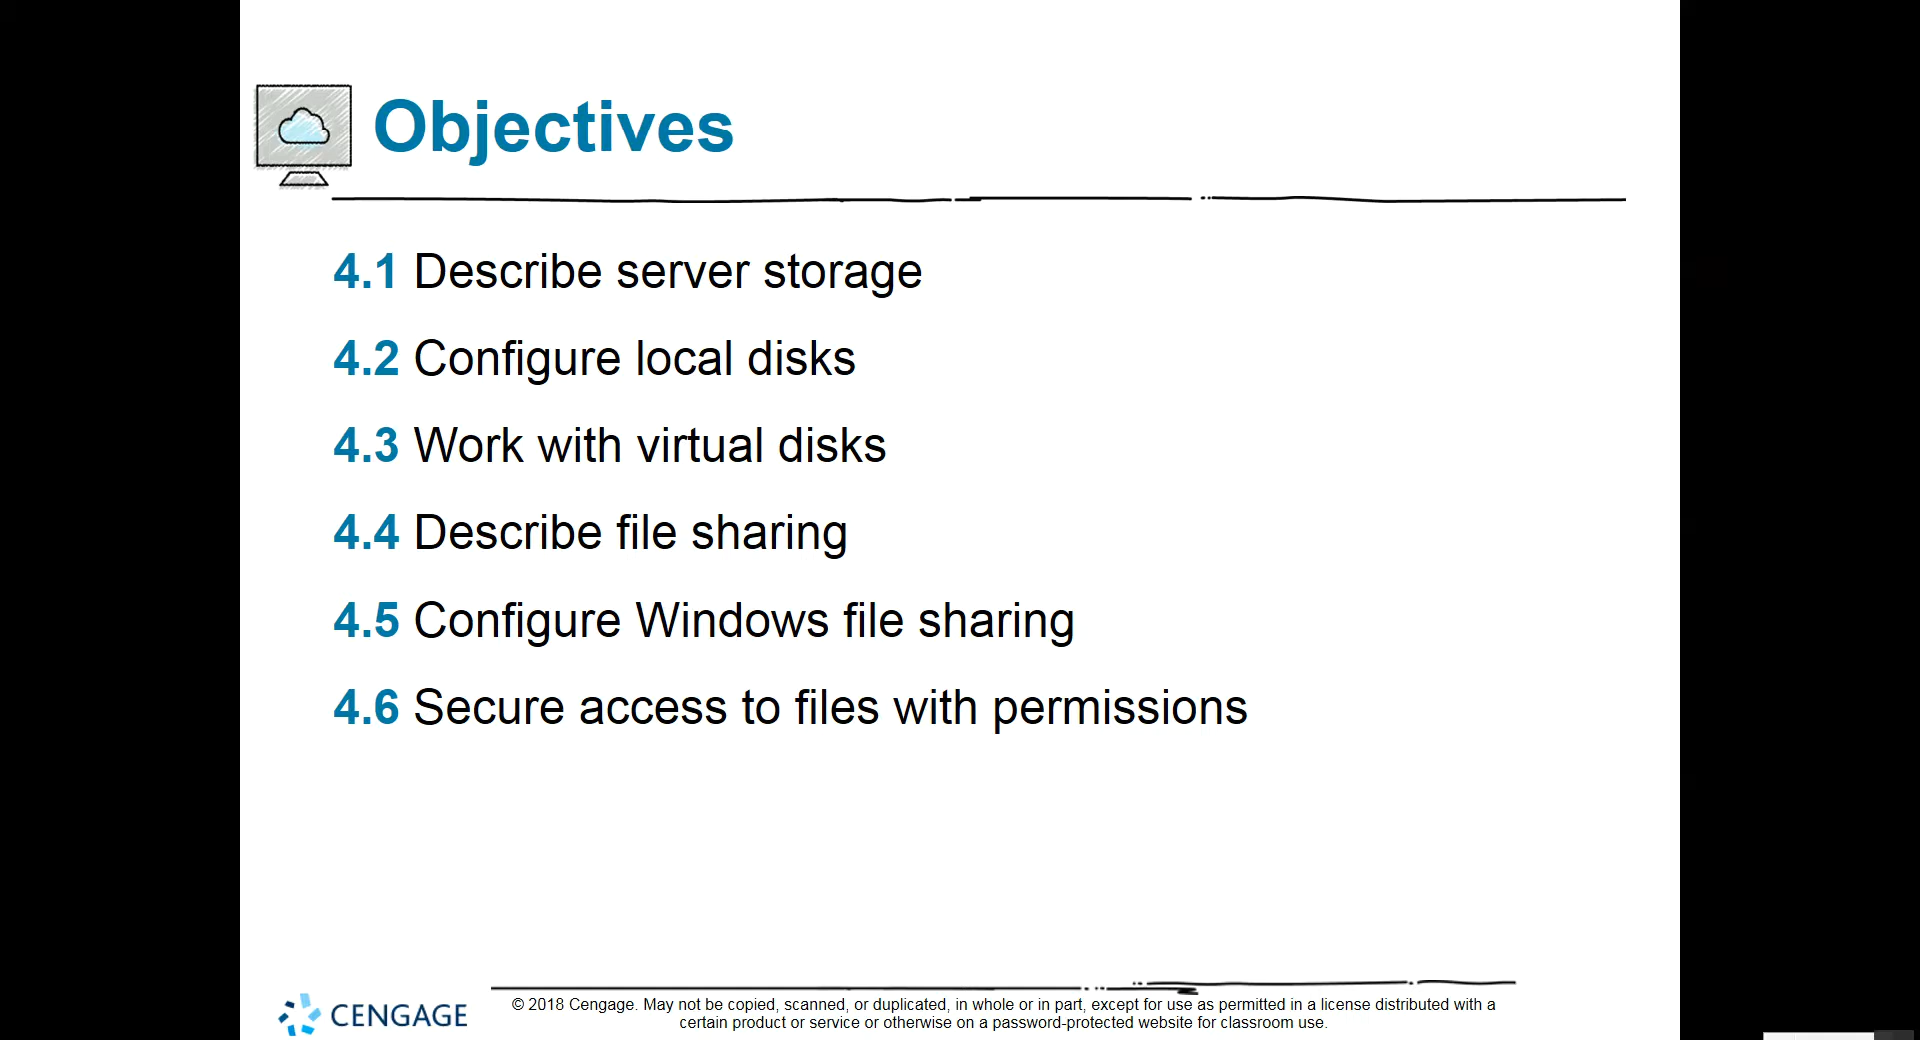 Objectives
4.1 Describe server storage
4.2 Configure local disks
4.3 Work with virtual disks
4.4 Describe file sharing
4.5 Configure Windows file sharing
4.6 Secure access to files with permissions
CENGAGE
© 2018 Cengage. May not be copied, scanned, or duplicated, in whole or in part, except for use as permitted in a license distributed with a
certain product or service or otherwise on a password-protected website for classroom use.